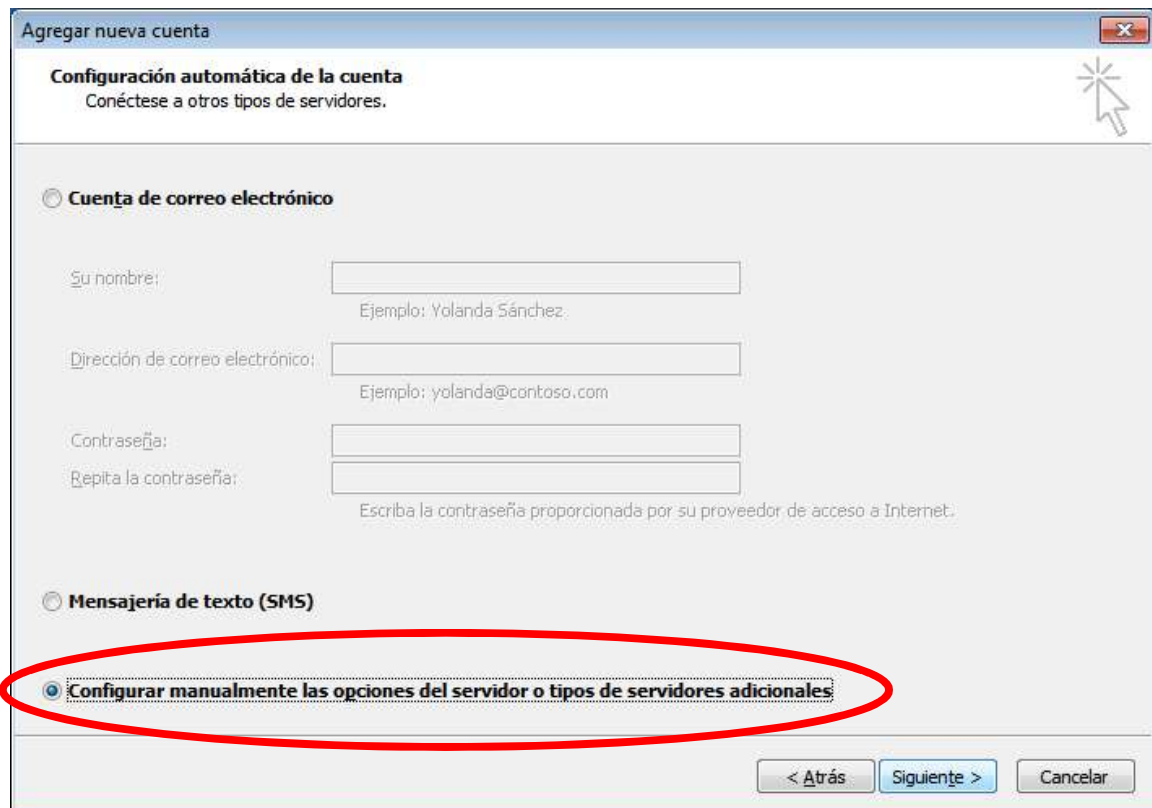 Agregar nueva cuenta
Configuración automática de la cuenta
Conéctese a otros tipos de servidores.
Cuenta de correo electrónico
Su nombre:
Ejemplo: Yolanda Sánchez
Dirección de correo electrónico:
Ejemplo: yolanda@contoso.com
Contraseña:
Repita la contraseña:
Escriba la contraseña proporcionada por su proveedor de acceso a Internet.
Mensajería de texto (SMS)
Configurar manualmente las opciones del servidor o tipos de servidores adicionales
< Atrás Siguiente > Cancelar